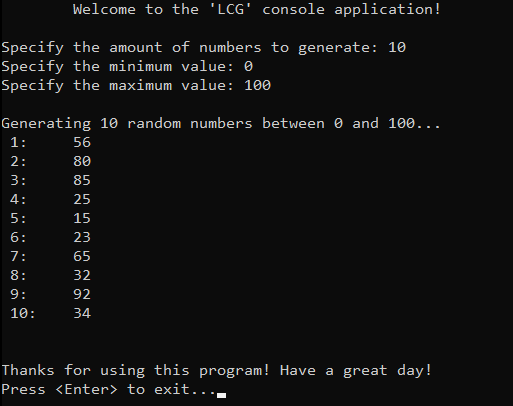 Welcome to the 'LCG' console application!
Specify the amount of numbers to generate: 10
Specify the minimum value: 0
Specify the maximum value: 100
Generating 10 random numbers between 0 and 100...
1: 56
2: 80
3: 85
4: 25
5: 15
6: 23
7: 65
8: 32
9: 92
10: 34
Thanks for using this program! Have a great day!
Press <Enter> to exit...